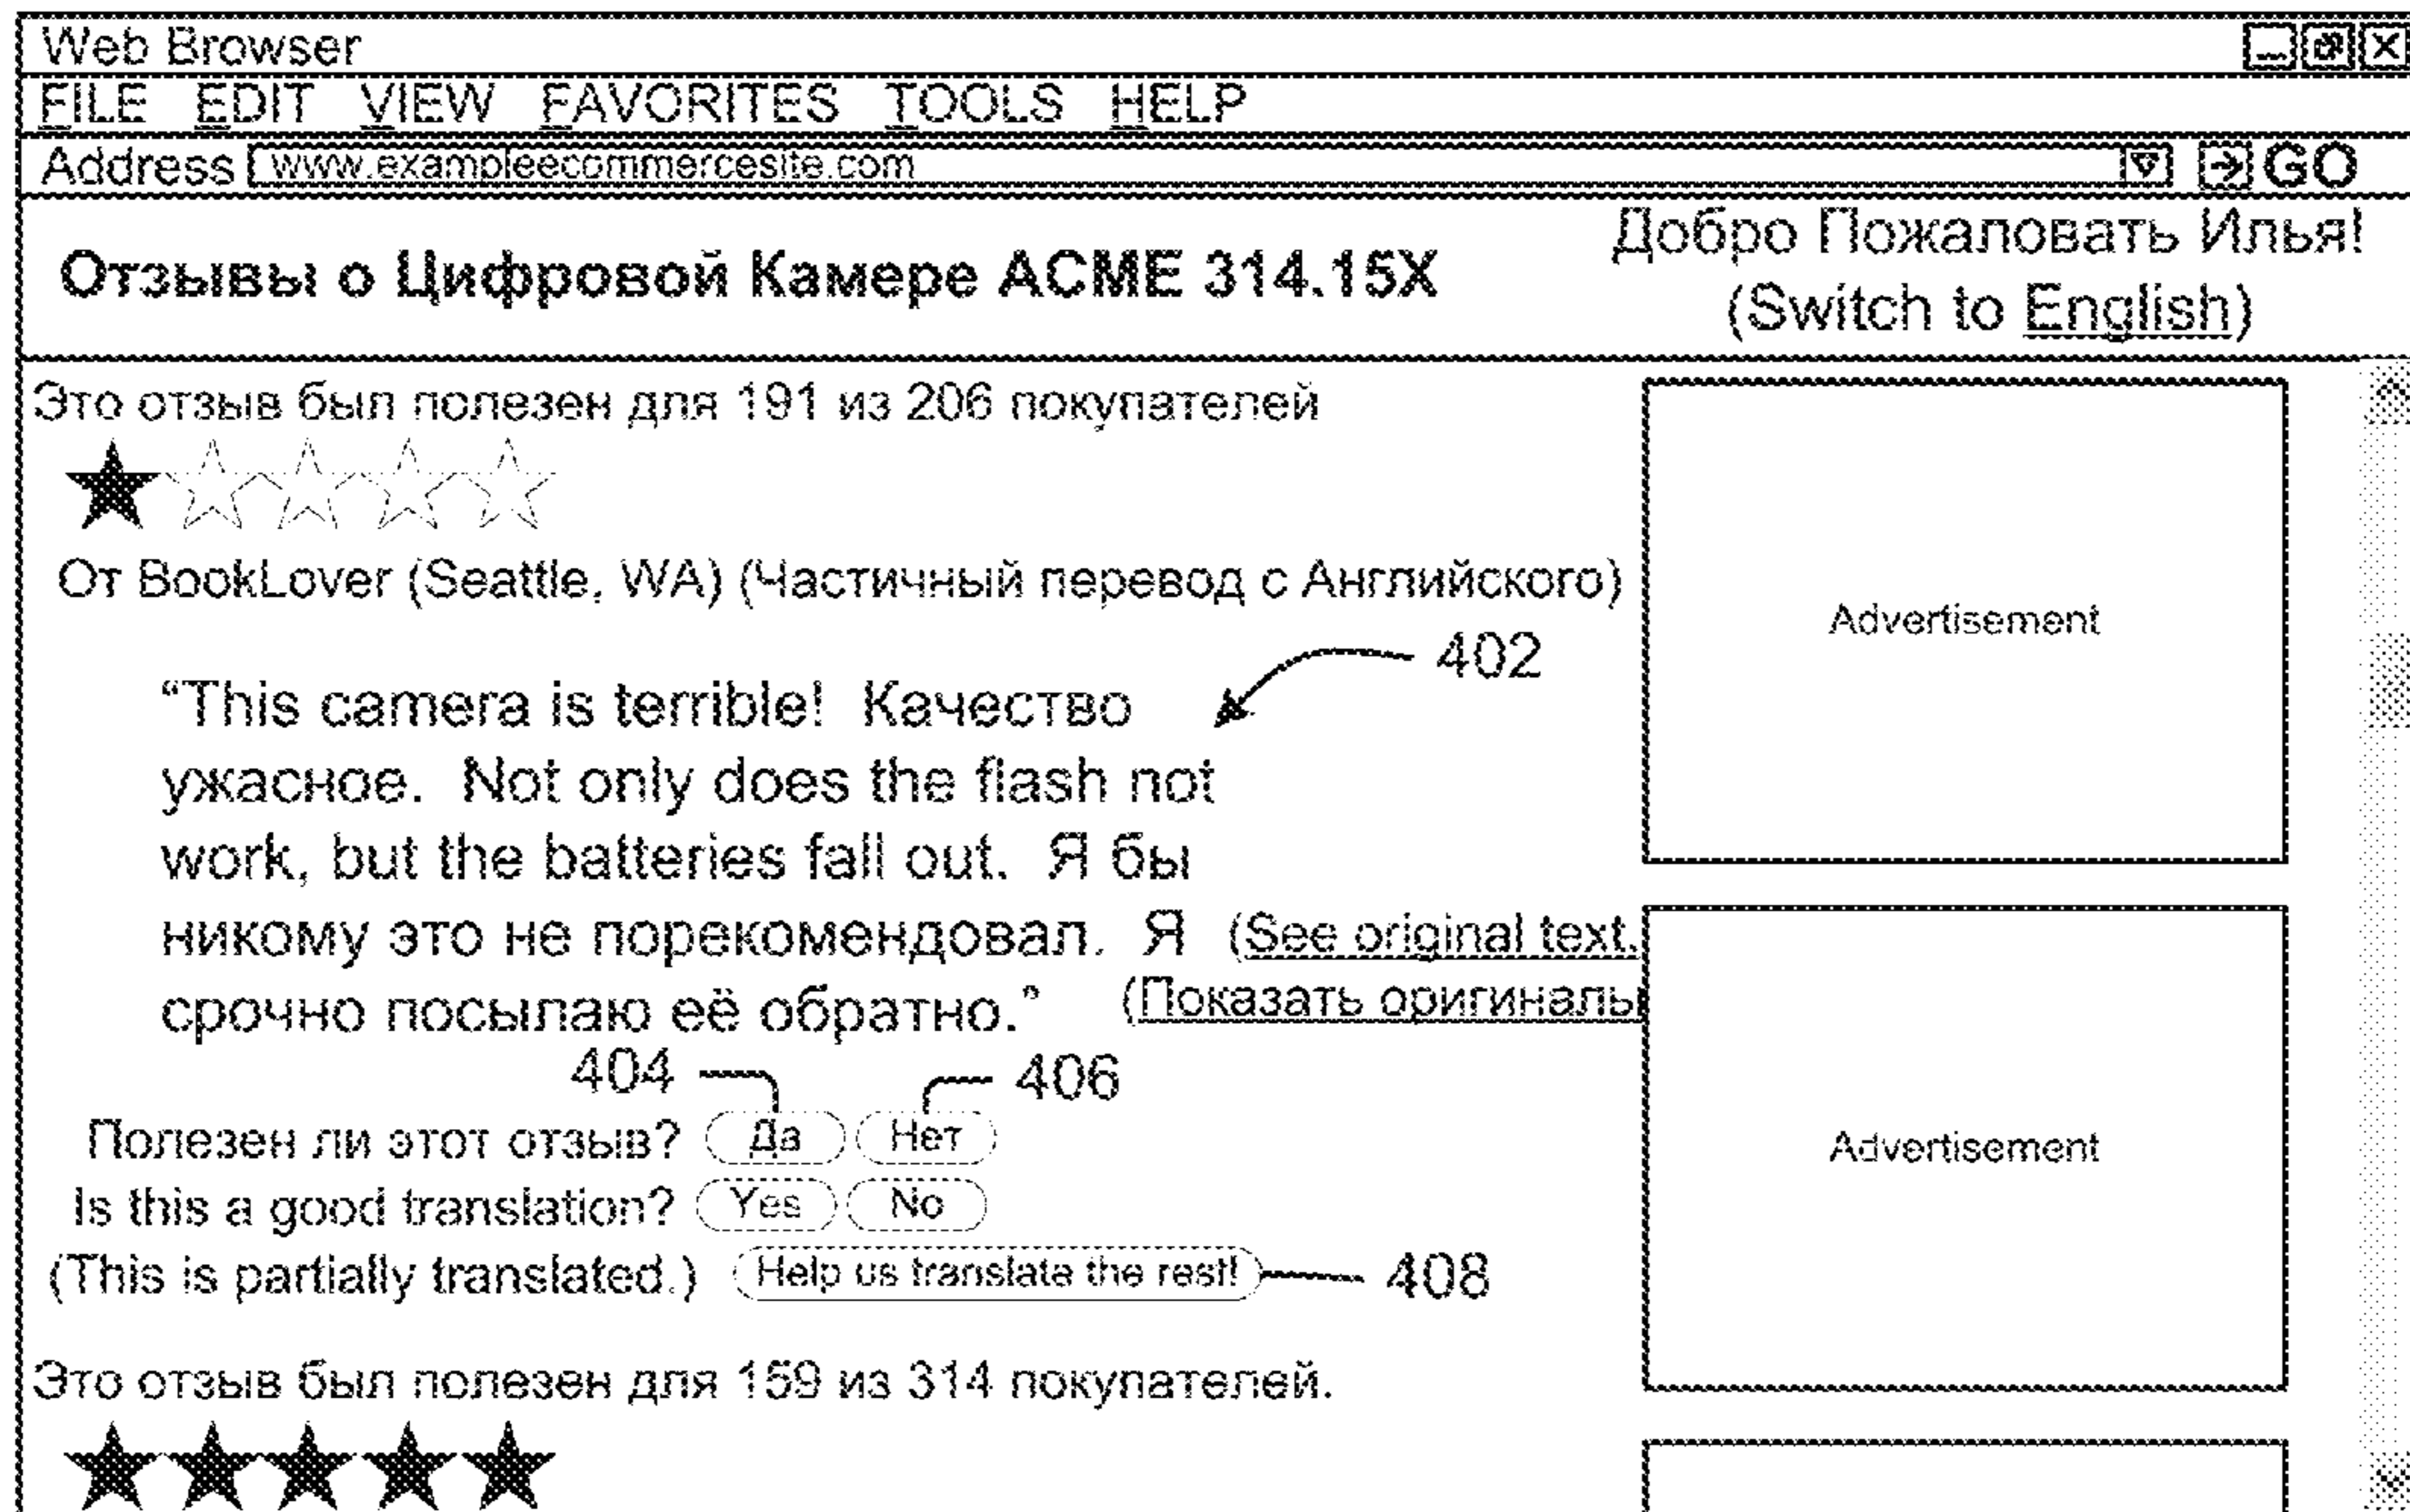 Web Browser
FILE EDIT VIEW FAVORITES TOOLS HELP
Address www.exampleecommercesite.com GO
Отзывы о Цифровой Камере ACME 314.15X
Добро Пожаловать Илья!
(Switch to English)
Это отзыв был полезен для 191 из 206 покупателей
От BookLover (Seattle, WA) (Частичный перевод с Английского)
402
“This camera is terrible! Качество
ужасное. Not only does the flash not
work, but the batteries fall out. Я бы
никому это не порекомендовал. Я (See original text.
срочно посылаю её обратно.” (Показать оригиналь
404 406
Полезен ли этот отзыв? Да Нет
Is this a good translation? Yes No
(This is partially translated.) Help us translate the rest! 408
Это отзыв был полезен для 159 из 314 покупателей.
Advertisement
Advertisement